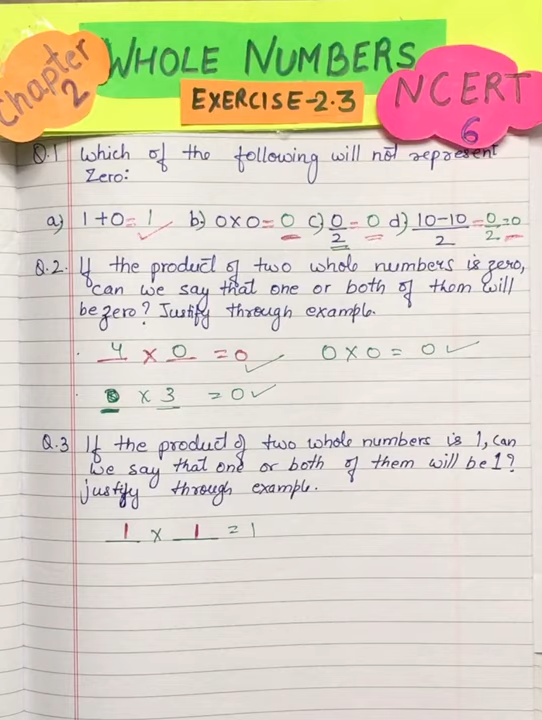 Chapter 2
WHOLE NUMBERS
EXERCISE-2.3
NCERT 6
Q.1 Which of the following will not represent
Zero:
a) 1+0=1 b) 0×0=0 c) 0/2=0 d) 10-10/2=0/2=0
Q.2. If the product of two whole numbers is zero,
can we say that one or both of them will
be zero? Justify through example.
4 × 0 = 0 ✓ 0×0= 0 ✓
0 × 3 = 0 ✓
Q.3 If the product of two whole numbers is 1, can
we say that one or both of them will be 1?
justify through example.
1 × 1 = 1